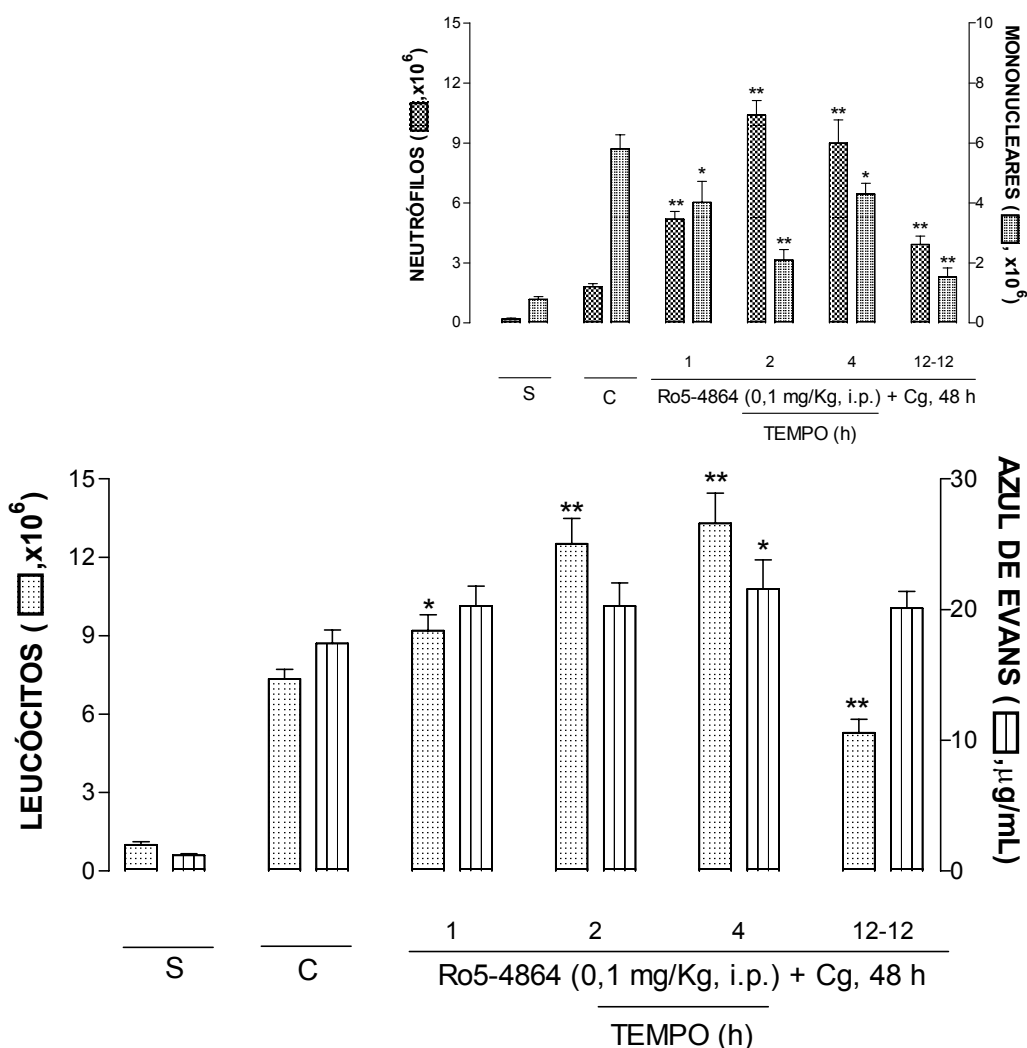 15
12
9
6
3
0
NEUTRÓFILOS ( ,x10⁶)
10
8
6
4
2
0
MONONUCLEARES ( , x10⁶)
** * ** ** ** * ** **
1 2 4 12-12
S C Ro5-4864 (0,1 mg/Kg, i.p.) + Cg, 48 h
TEMPO (h)
15
12
9
6
3
0
LEUCÓCITOS ( ,x10⁶)
30
20
10
0
AZUL DE EVANS ( ,µg/mL)
* ** ** * **
1 2 4 12-12
S C Ro5-4864 (0,1 mg/Kg, i.p.) + Cg, 48 h
TEMPO (h)